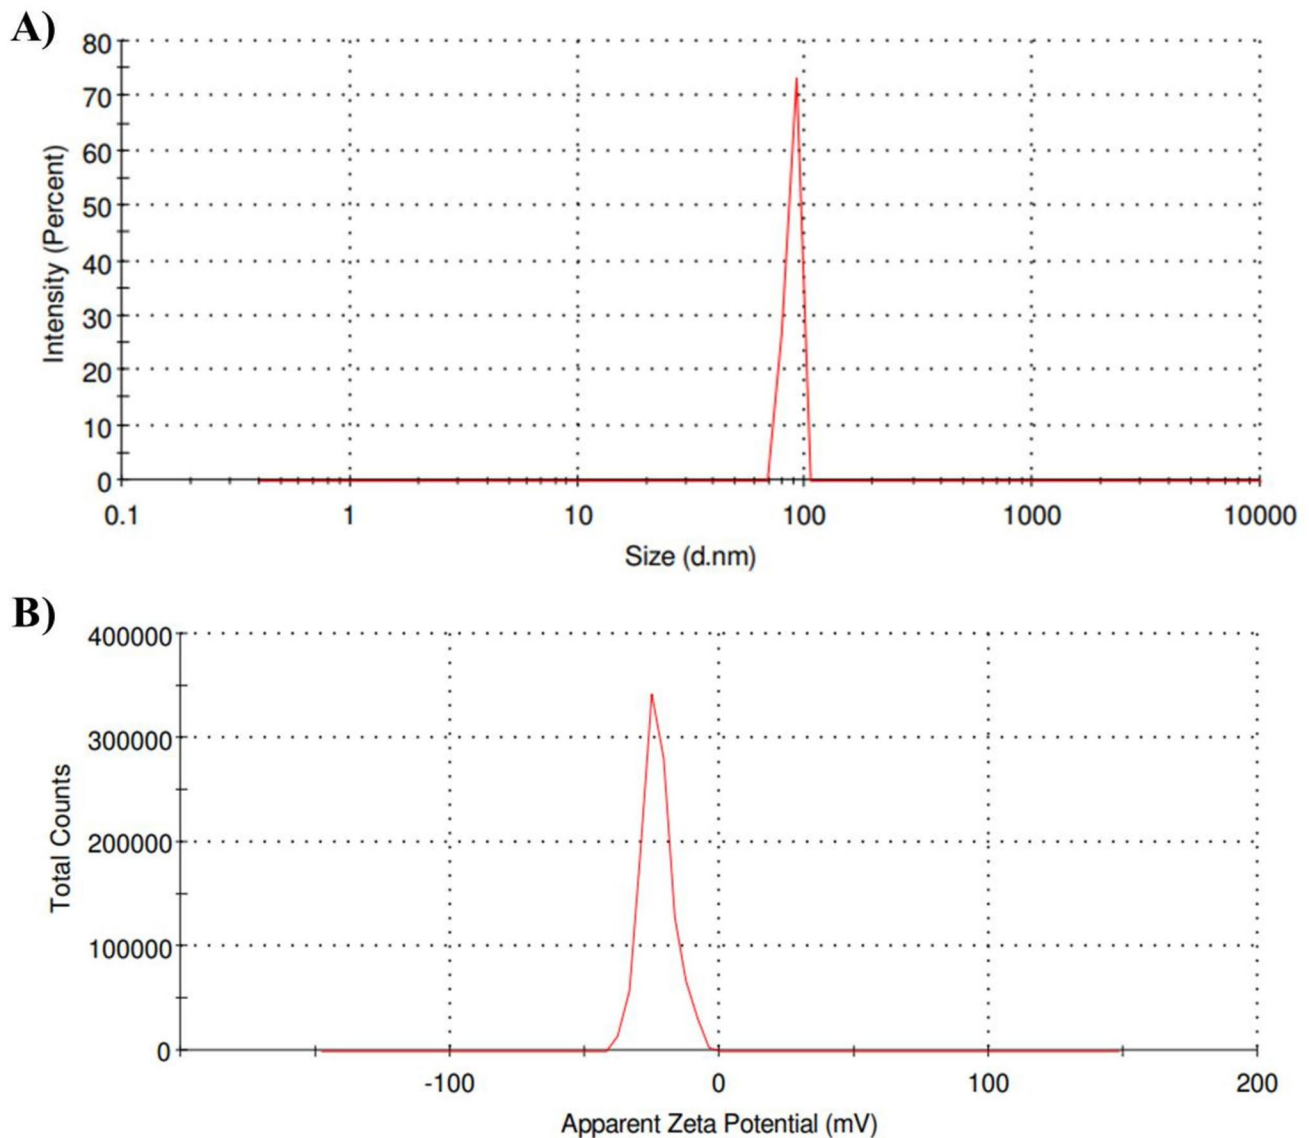 A)
80
70
60
50
40
30
20
10
0
Intensity (Percent)
0.1 1 10 100 1000 10000
Size (d.nm)
B)
400000
300000
200000
100000
0
Total Counts
-100 0 100 200
Apparent Zeta Potential (mV)